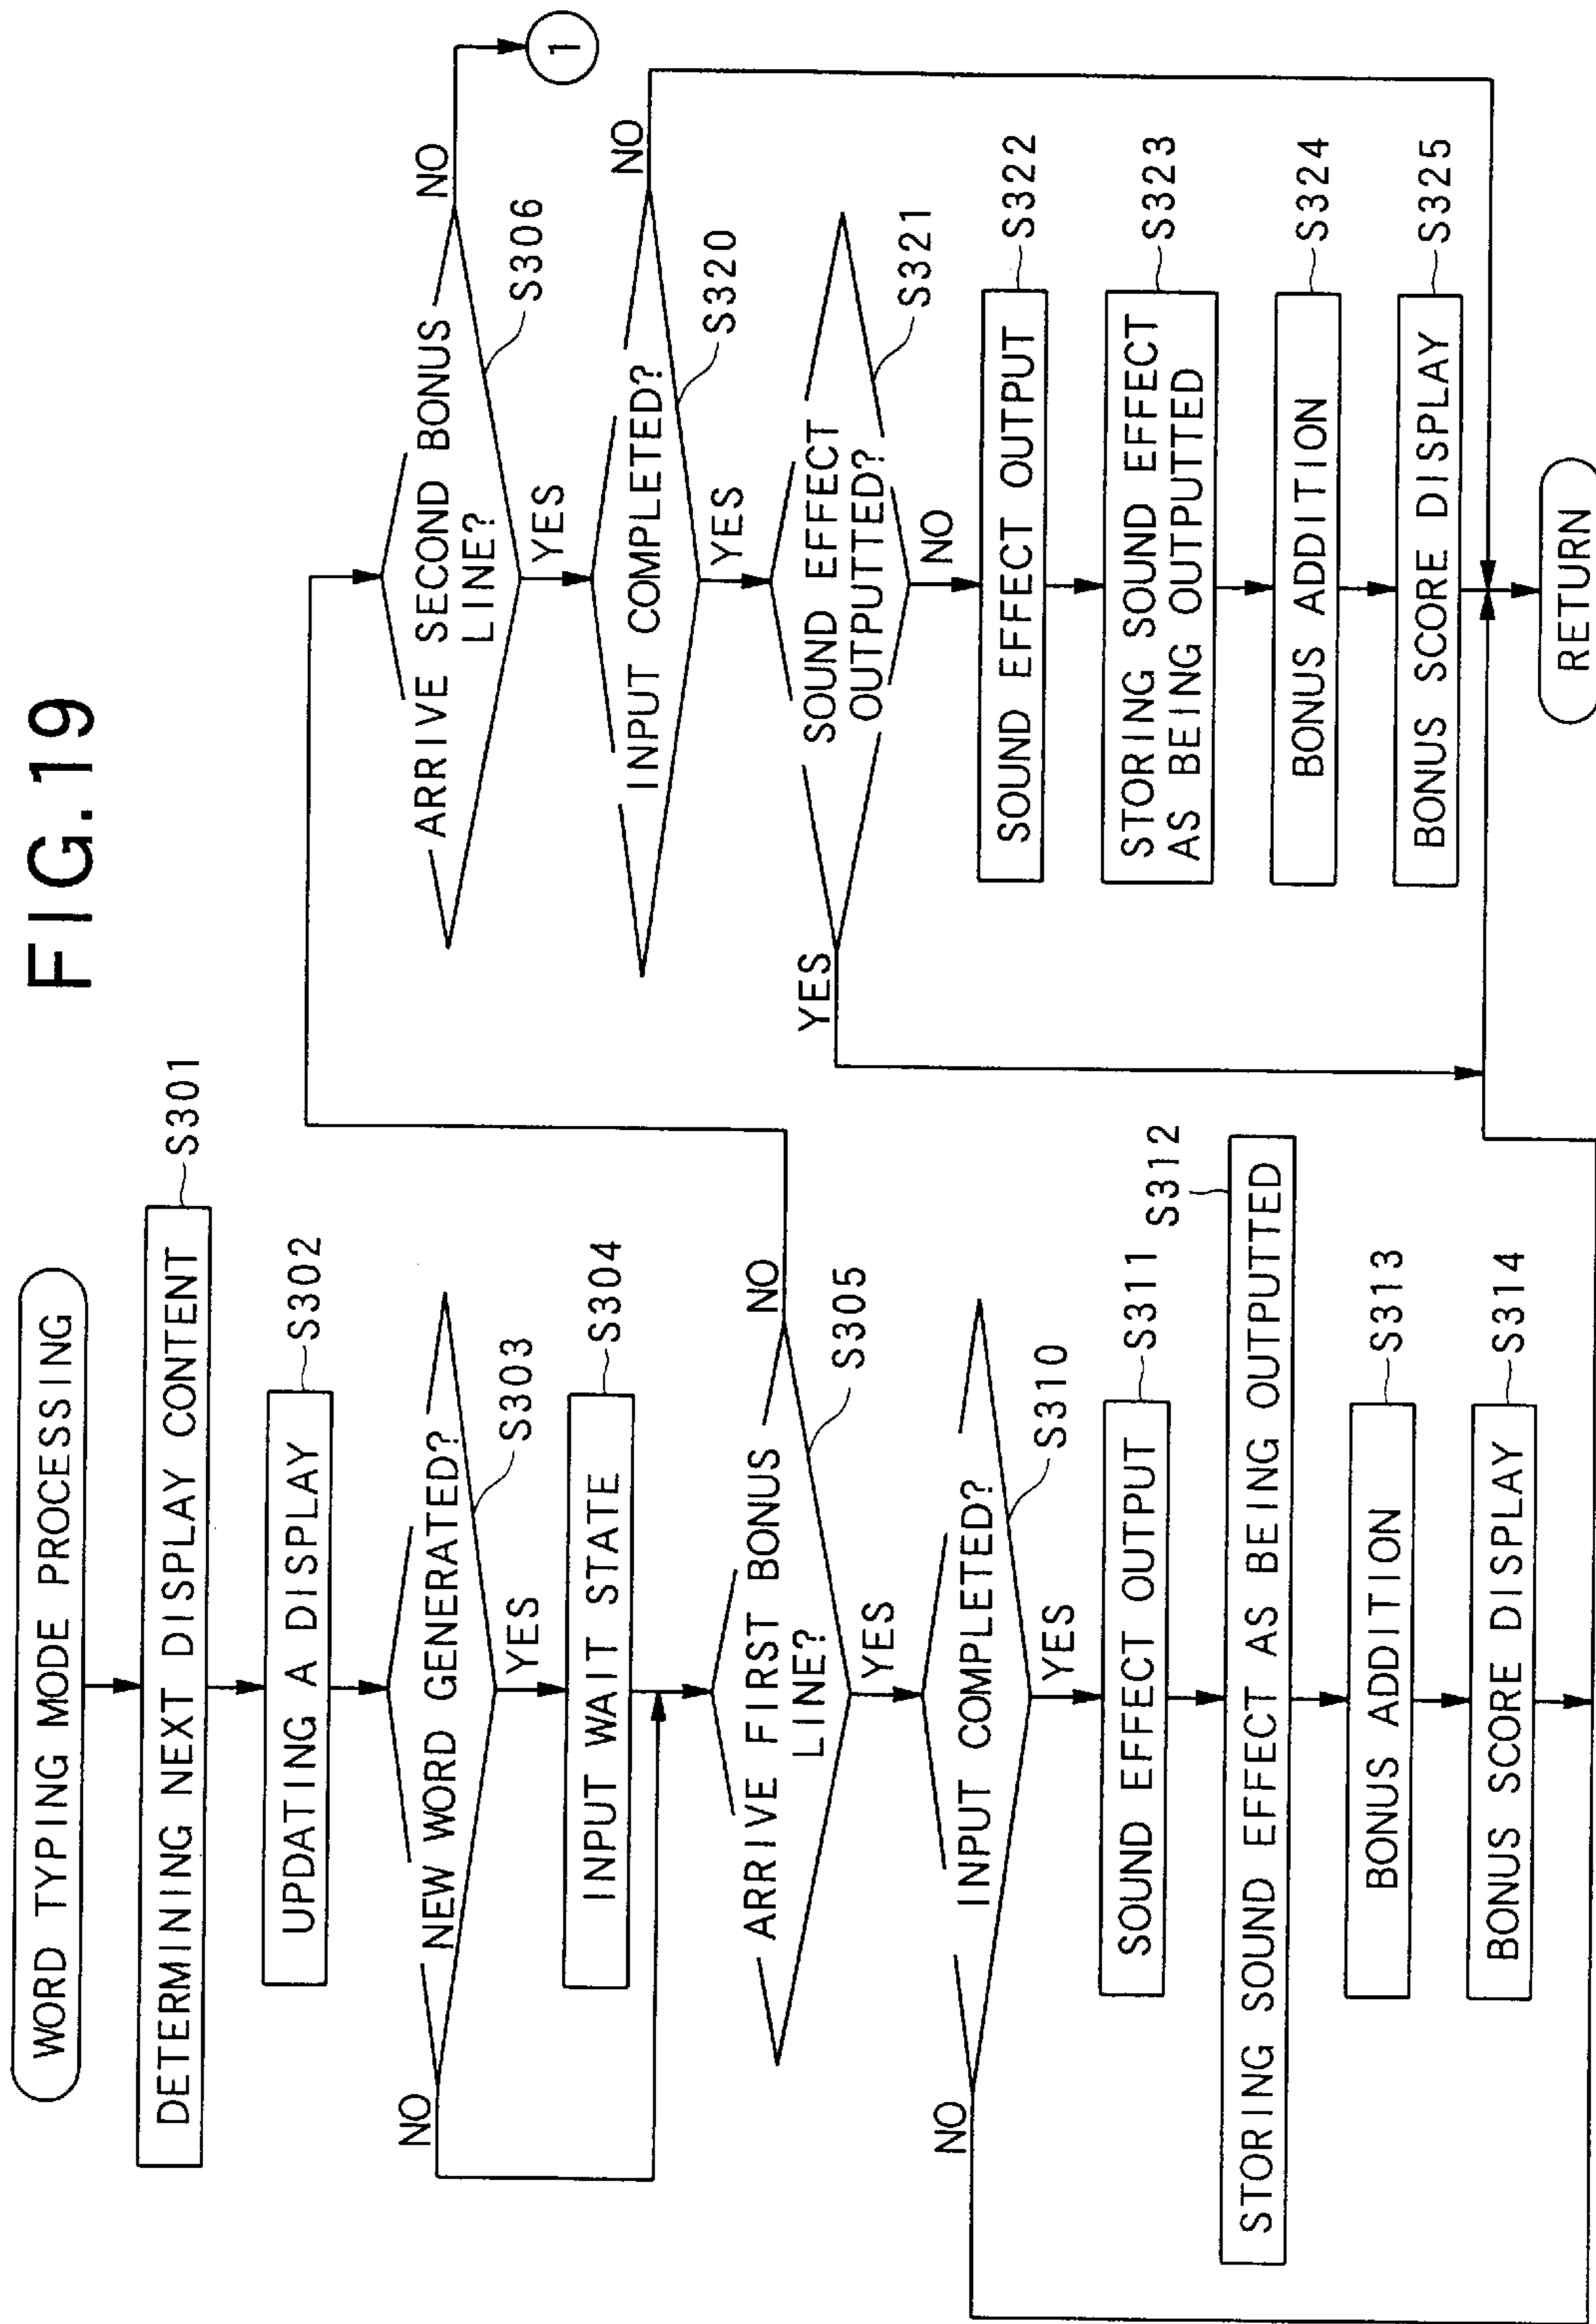 FIG.19
WORD TYPING MODE PROCESSING
DETERMINING NEXT DISPLAY CONTENT
S301
UPDATING A DISPLAY
S302
NEW WORD GENERATED?
S303
NO
YES
INPUT WAIT STATE
S304
ARRIVE FIRST BONUS
LINE?
S305
NO
YES
INPUT COMPLETED?
S310
NO
YES
SOUND EFFECT OUTPUT
S311
STORING SOUND EFFECT AS BEING OUTPUTTED
S312
BONUS ADDITION
S313
BONUS SCORE DISPLAY
S314
ARRIVE SECOND BONUS
LINE?
S306
NO
1
YES
INPUT COMPLETED?
S320
NO
YES
SOUND EFFECT
OUTPUTTED?
S321
YES
NO
SOUND EFFECT OUTPUT
S322
STORING SOUND EFFECT
AS BEING OUTPUTTED
S323
BONUS ADDITION
S324
BONUS SCORE DISPLAY
S325
RETURN